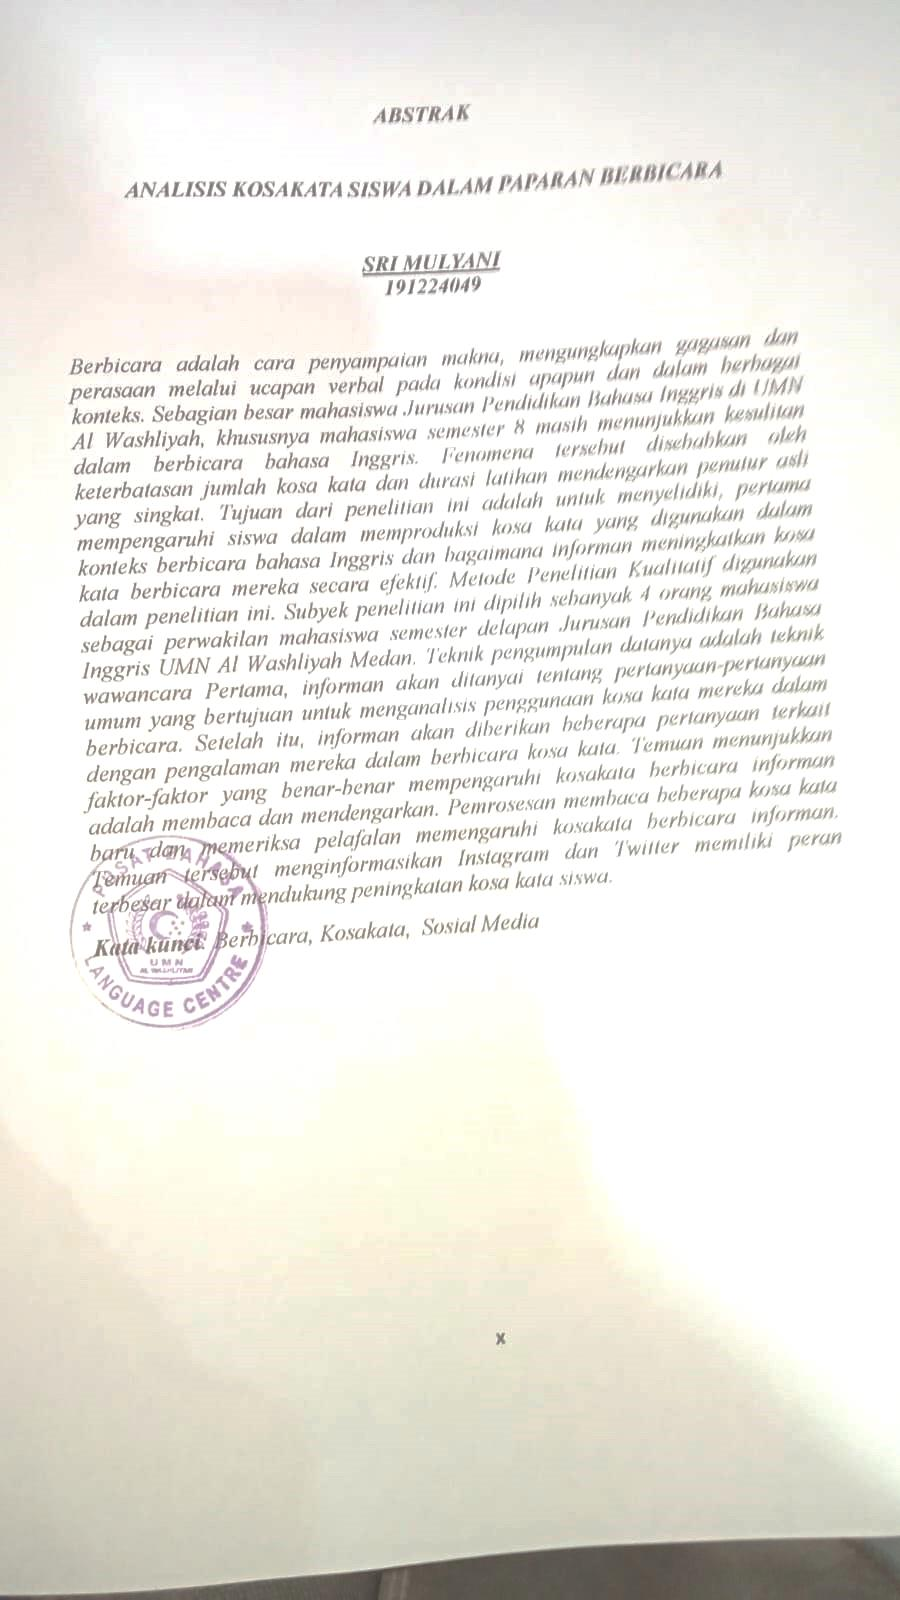 ABSTRAK
ANALISIS KOSAKATA SISWA DALAM PAPARAN BERBICARA
SRI MULYANI
191224049
Berbicara adalah cara penyampaian makna, mengungkapkan gagasan dan
perasaan melalui ucapan verbal pada kondisi apapun dan dalam berbagai
konteks. Sebagian besar mahasiswa Jurusan Pendidikan Bahasa Inggris di UMN
Al Washliyah, khususnya mahasiswa semester 8 masih menunjukkan kesulitan
dalam berbicara bahasa Inggris. Fenomena tersebut disebabkan oleh
keterbatasan jumlah kosa kata dan durasi latihan mendengarkan penutur asli
yang singkat. Tujuan dari penelitian ini adalah untuk menyelidiki, pertama
mempengaruhi siswa dalam memproduksi kosa kata yang digunakan dalam
konteks berbicara bahasa Inggris dan bagaimana informan meningkatkan kosa
kata berbicara mereka secara efektif. Metode Penelitian Kualitatif digunakan
dalam penelitian ini. Subyek penelitian ini dipilih sebanyak 4 orang mahasiswa
sebagai perwakilan mahasiswa semester delapan Jurusan Pendidikan Bahasa
Inggris UMN Al Washliyah Medan. Teknik pengumpulan datanya adalah teknik
wawancara Pertama, informan akan ditanyai tentang pertanyaan-pertanyaan
umum yang bertujuan untuk menganalisis penggunaan kosa kata mereka dalam
berbicara. Setelah itu, informan akan diberikan beberapa pertanyaan terkait
dengan pengalaman mereka dalam berbicara kosa kata. Temuan menunjukkan
faktor-faktor yang benar-benar mempengaruhi kosakata berbicara informan
adalah membaca dan mendengarkan. Pemrosesan membaca beberapa kosa kata
baru dan memeriksa pelafalan memengaruhi kosakata berbicara informan.
Temuan tersebut menginformasikan Instagram dan Twitter memiliki peran
terbesar dalam mendukung peningkatan kosa kata siswa.
Kata kunci: Berbicara, Kosakata, Sosial Media
PUSAT BAHASA
UMN
AL WASHLIYAH
LANGUAGE CENTRE
x